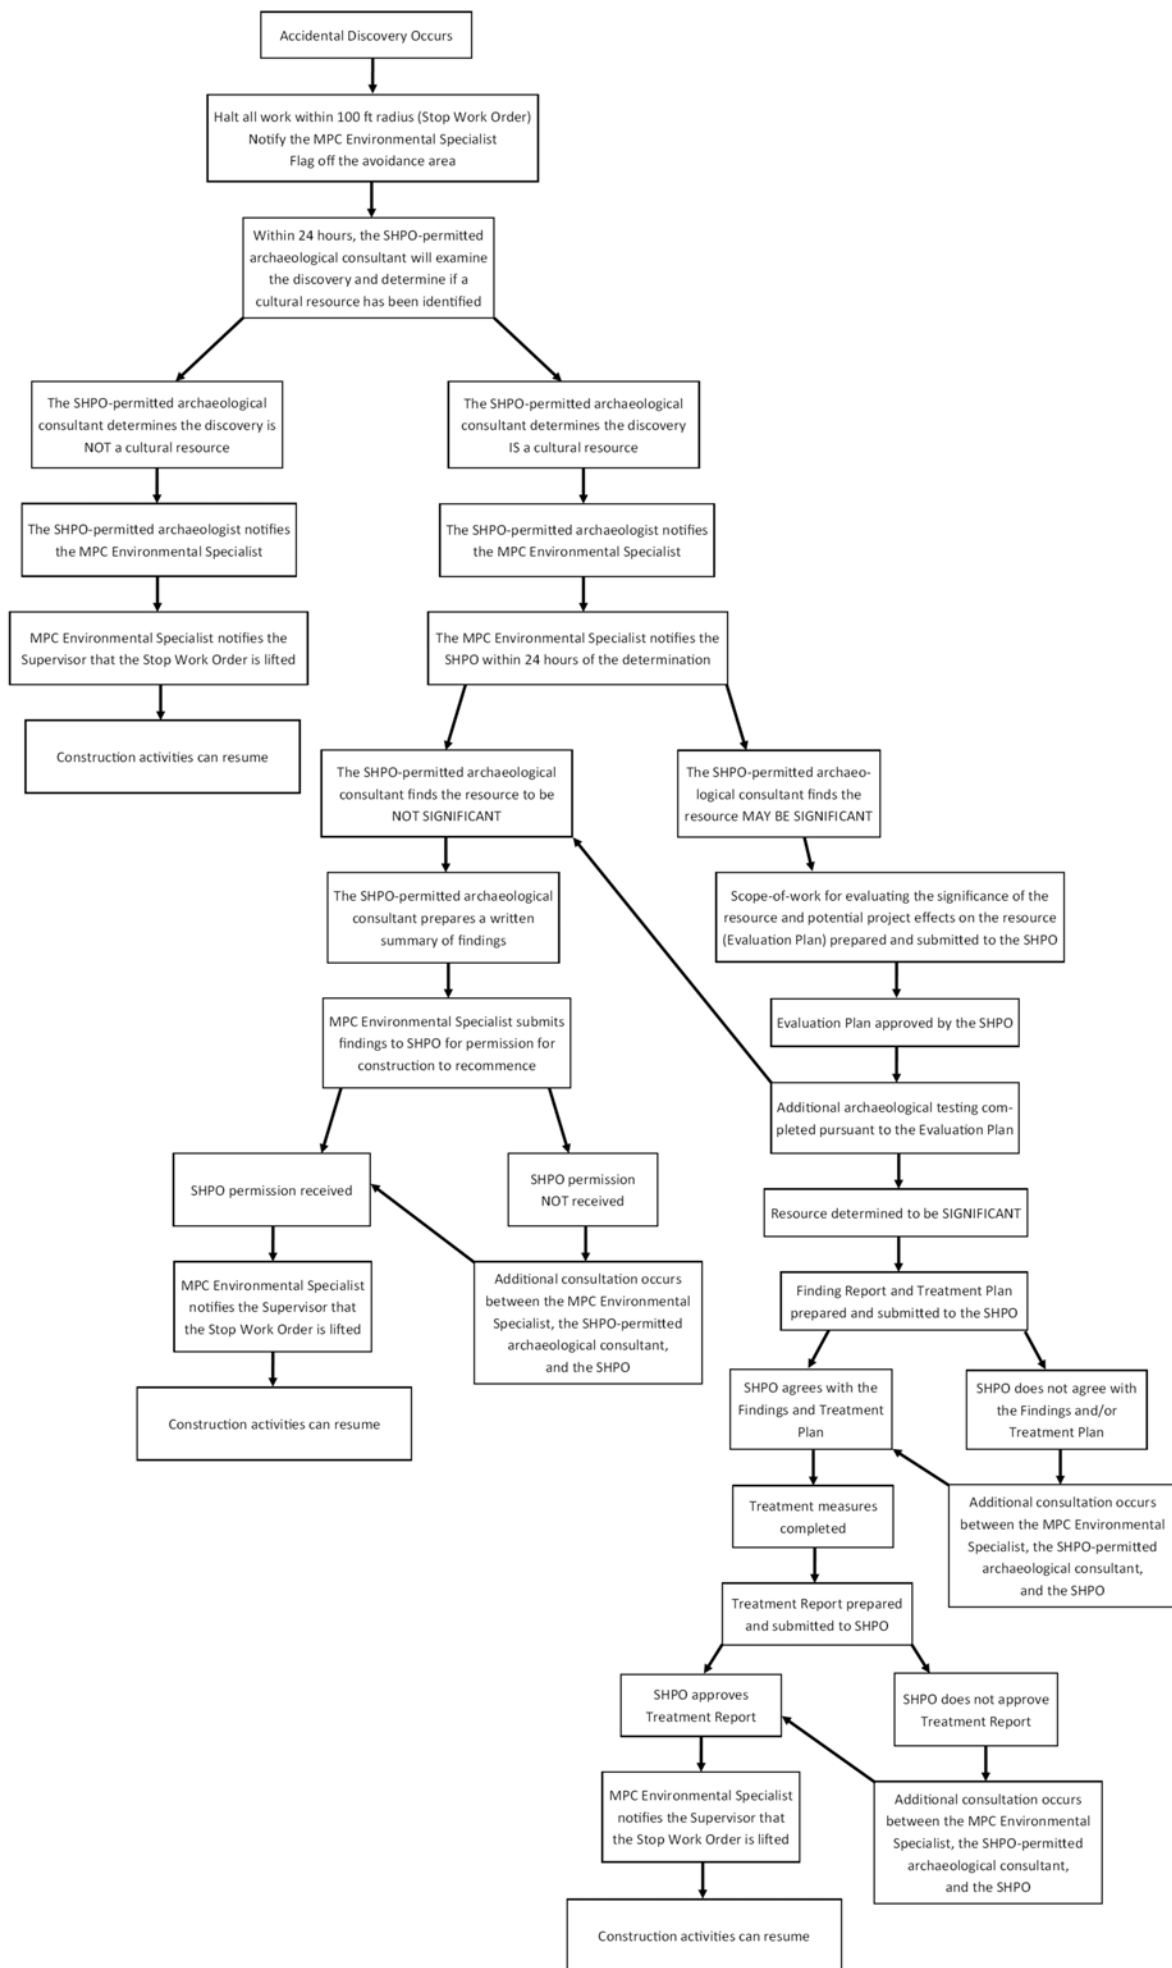 Accidental Discovery Occurs
Halt all work within 100 ft radius (Stop Work Order)
Notify the MPC Environmental Specialist
Flag off the avoidance area
Within 24 hours, the SHPO-permitted
archaeological consultant will examine
the discovery and determine if a
cultural resource has been identified
The SHPO-permitted archaeological
consultant determines the discovery is
NOT a cultural resource
The SHPO-permitted archaeological
consultant determines the discovery
IS a cultural resource
The SHPO-permitted archaeologist notifies
the MPC Environmental Specialist
The SHPO-permitted archaeologist notifies
the MPC Environmental Specialist
MPC Environmental Specialist notifies the
Supervisor that the Stop Work Order is lifted
The MPC Environmental Specialist notifies the
SHPO within 24 hours of the determination
Construction activities can resume
The SHPO-permitted archaeological
consultant finds the resource to be
NOT SIGNIFICANT
The SHPO-permitted archaeo-
logical consultant finds the
resource MAY BE SIGNIFICANT
The SHPO-permitted archaeological
consultant prepares a written
summary of findings
Scope-of-work for evaluating the significance of the
resource and potential project effects on the resource
(Evaluation Plan) prepared and submitted to the SHPO
MPC Environmental Specialist submits
findings to SHPO for permission for
construction to recommence
Evaluation Plan approved by the SHPO
Additional archaeological testing com-
pleted pursuant to the Evaluation Plan
SHPO permission received
SHPO permission
NOT received
Resource determined to be SIGNIFICANT
MPC Environmental Specialist
notifies the Supervisor that
the Stop Work Order is lifted
Additional consultation occurs
between the MPC Environmental
Specialist, the SHPO-permitted
archaeological consultant,
and the SHPO
Finding Report and Treatment Plan
prepared and submitted to the SHPO
Construction activities can resume
SHPO agrees with the
Findings and Treatment
Plan
SHPO does not agree with
the Findings and/or
Treatment Plan
Treatment measures
completed
Additional consultation occurs
between the MPC Environmental
Specialist, the SHPO-permitted
archaeological consultant,
and the SHPO
Treatment Report prepared
and submitted to SHPO
SHPO approves
Treatment Report
SHPO does not approve
Treatment Report
MPC Environmental Specialist
notifies the Supervisor that
the Stop Work Order is lifted
Additional consultation occurs
between the MPC Environmental
Specialist, the SHPO-permitted
archaeological consultant,
and the SHPO
Construction activities can resume